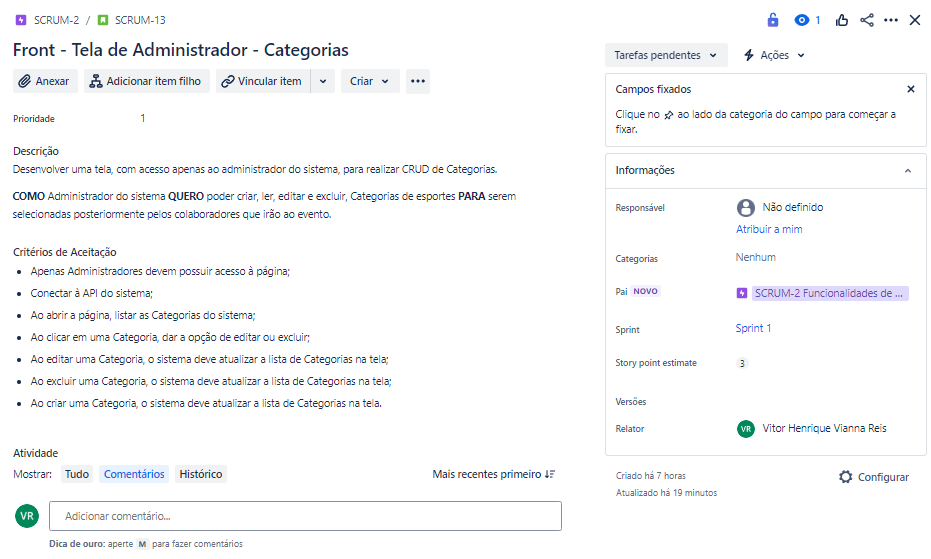 SCRUM-2 / SCRUM-13
1
Front - Tela de Administrador - Categorias
Anexar
Adicionar item filho
Vincular item
Criar
Prioridade
1
Descrição
Desenvolver uma tela, com acesso apenas ao administrador do sistema, para realizar CRUD de Categorias.
COMO Administrador do sistema QUERO poder criar, ler, editar e excluir, Categorias de esportes PARA serem
selecionadas posteriormente pelos colaboradores que irão ao evento.
Critérios de Aceitação
• Apenas Administradores devem possuir acesso à página;
• Conectar à API do sistema;
• Ao abrir a página, listar as Categorias do sistema;
• Ao clicar em uma Categoria, dar a opção de editar ou excluir;
• Ao editar uma Categoria, o sistema deve atualizar a lista de Categorias na tela;
• Ao excluir uma Categoria, o sistema deve atualizar a lista de Categorias na tela;
• Ao criar uma Categoria, o sistema deve atualizar a lista de Categorias na tela.
Atividade
Mostrar: Tudo Comentários Histórico
Mais recentes primeiro
VR
Adicionar comentário...
Dica de ouro: aperte M para fazer comentários
Tarefas pendentes
Ações
Campos fixados
Clique no ao lado da categoria do campo para começar a
fixar.
Informações
Responsável
Não definido
Atribuir a mim
Categorias
Nenhum
Pai NOVO
SCRUM-2 Funcionalidades de ...
Sprint
Sprint 1
Story point estimate
3
Versões
Relator
VR
Vitor Henrique Vianna Reis
Criado há 7 horas
Atualizado há 19 minutos
Configurar